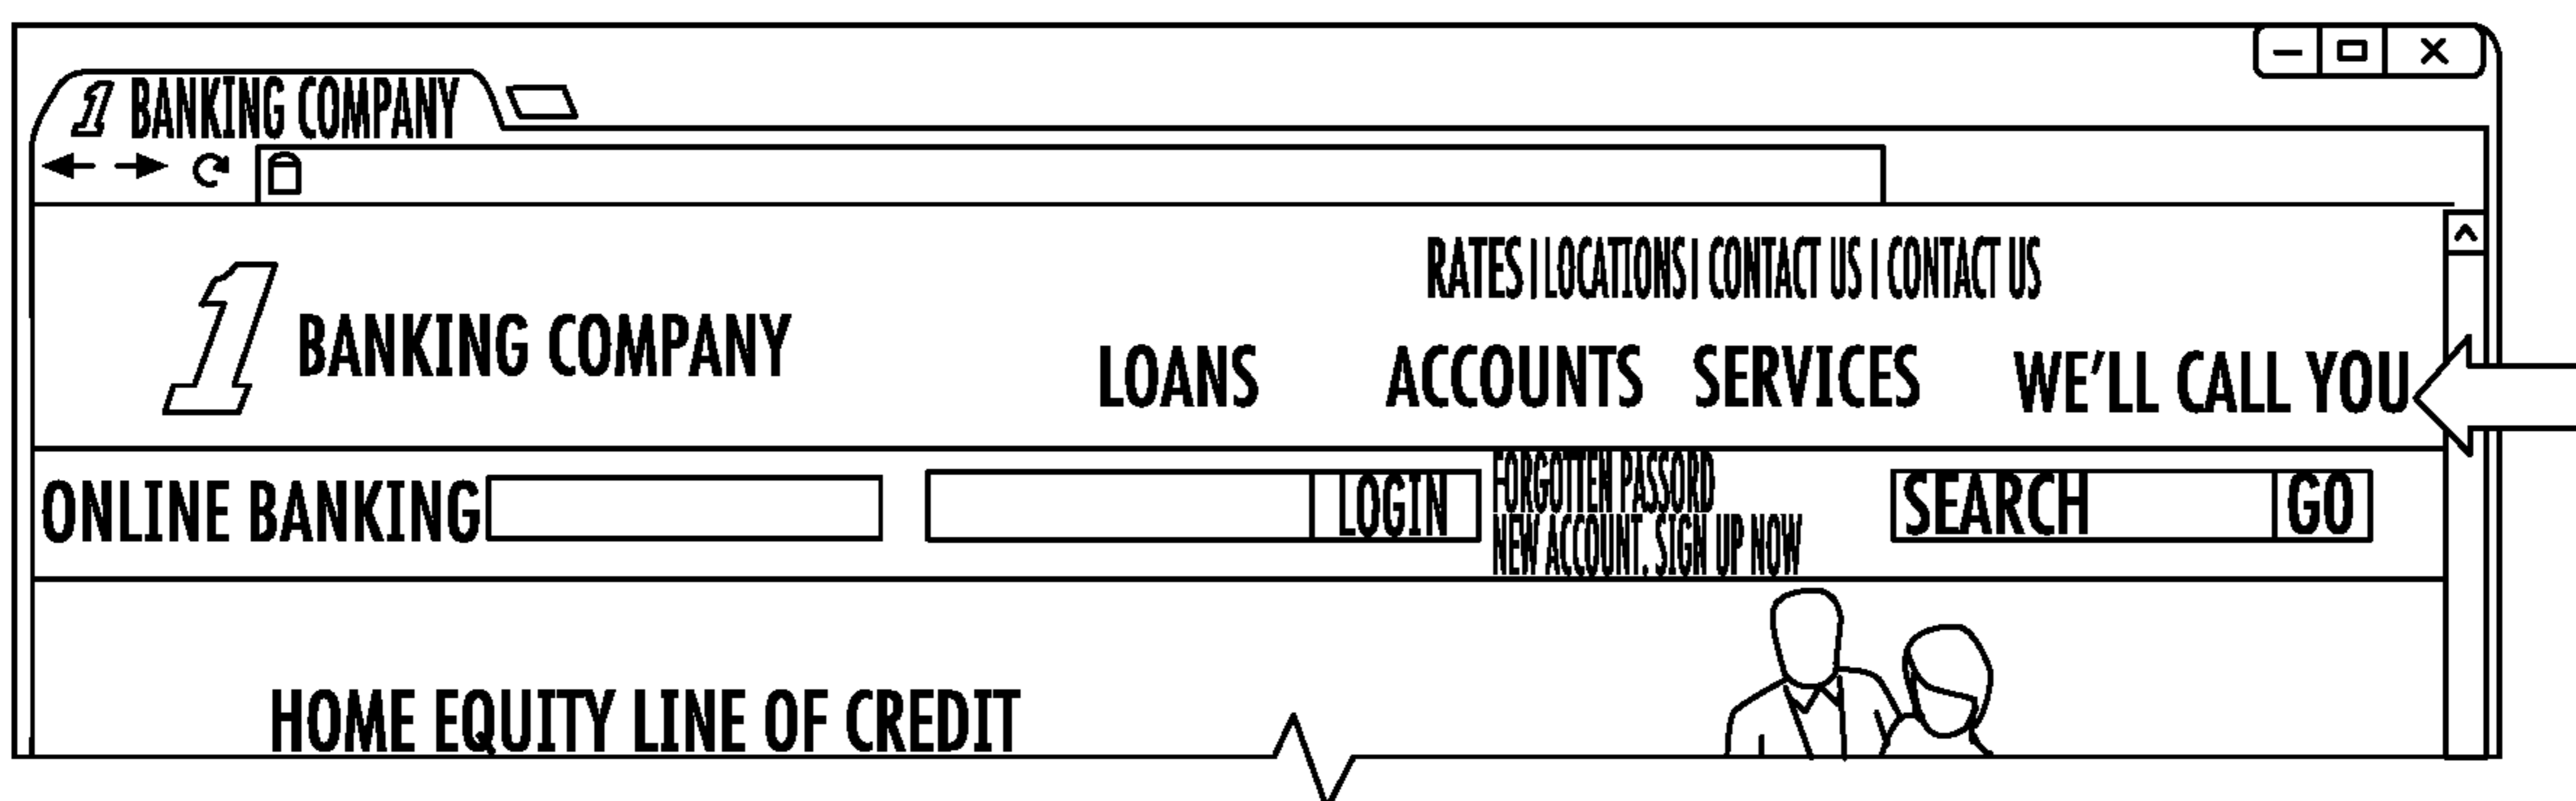 1 BANKING COMPANY
RATES | LOCATIONS | CONTACT US | CONTACT US
1 BANKING COMPANY
LOANS ACCOUNTS SERVICES WE'LL CALL YOU
ONLINE BANKING LOGIN
FORGOTTEN PASSORD
NEW ACCOUNT. SIGN UP NOW
SEARCH GO
HOME EQUITY LINE OF CREDIT